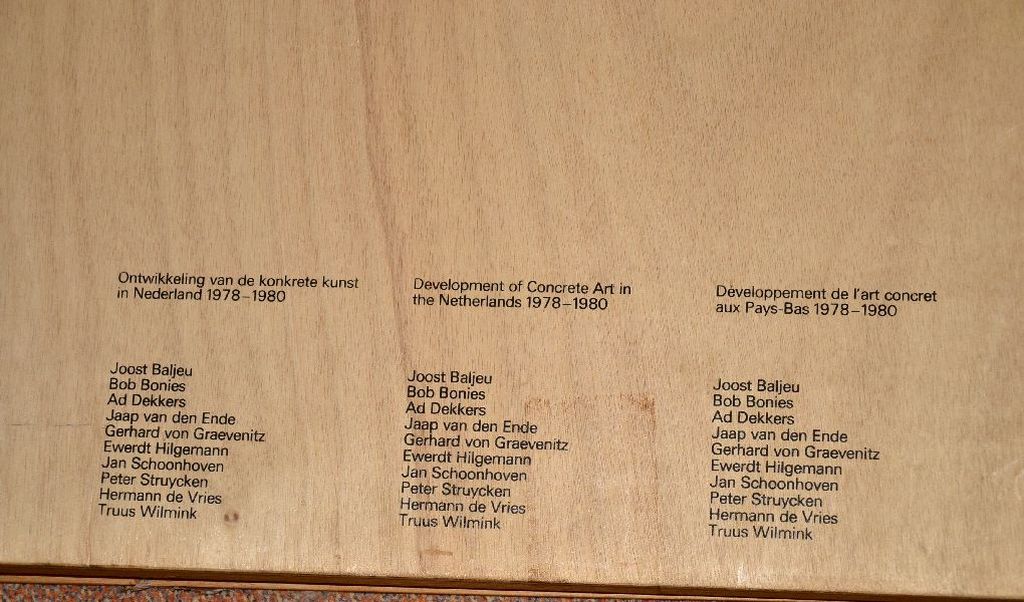 Ontwikkeling van de konkrete kunst
in Nederland 1978–1980
Joost Baljeu
Bob Bonies
Ad Dekkers
Jaap van den Ende
Gerhard von Graevenitz
Ewerdt Hilgemann
Jan Schoonhoven
Peter Struycken
Hermann de Vries
Truus Wilmink
Development of Concrete Art in
the Netherlands 1978–1980
Joost Baljeu
Bob Bonies
Ad Dekkers
Jaap van den Ende
Gerhard von Graevenitz
Ewerdt Hilgemann
Jan Schoonhoven
Peter Struycken
Hermann de Vries
Truus Wilmink
Développement de l'art concret
aux Pays-Bas 1978–1980
Joost Baljeu
Bob Bonies
Ad Dekkers
Jaap van den Ende
Gerhard von Graevenitz
Ewerdt Hilgemann
Jan Schoonhoven
Peter Struycken
Hermann de Vries
Truus Wilmink